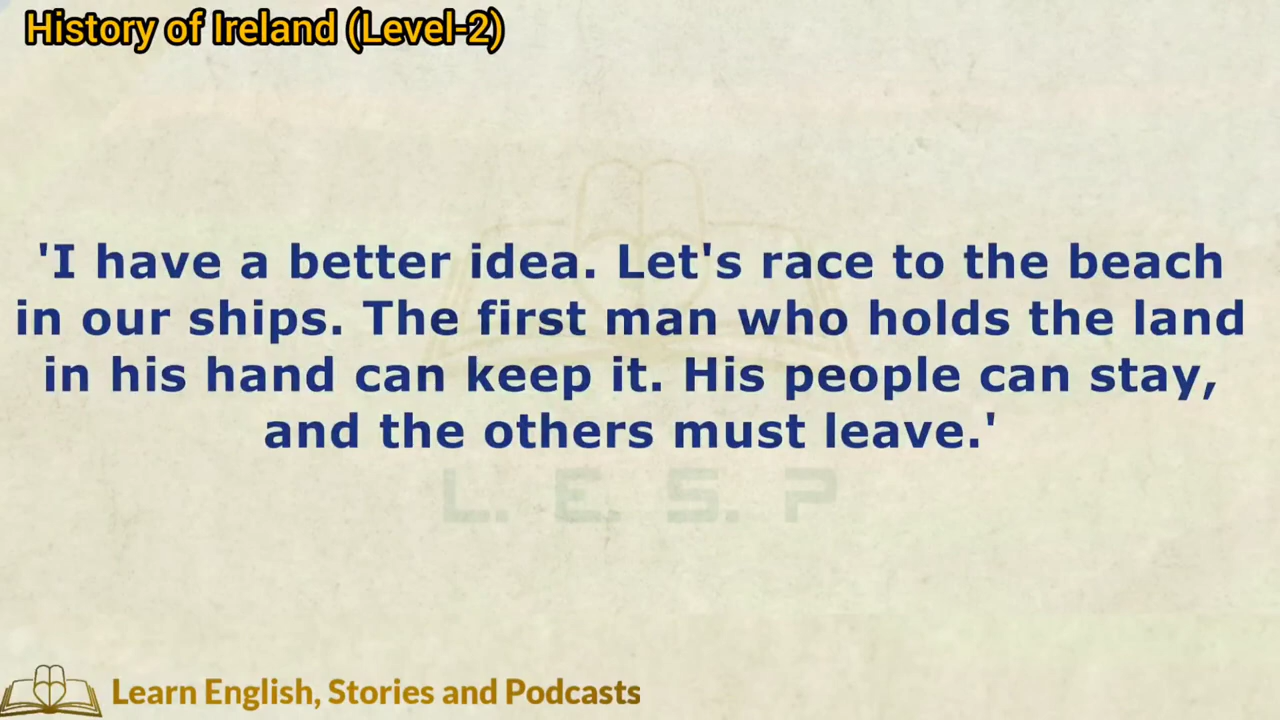 History of Ireland (Level-2)
'I have a better idea. Let's race to the beach
in our ships. The first man who holds the land
in his hand can keep it. His people can stay,
and the others must leave.'
L. E. S. P
Learn English, Stories and Podcasts